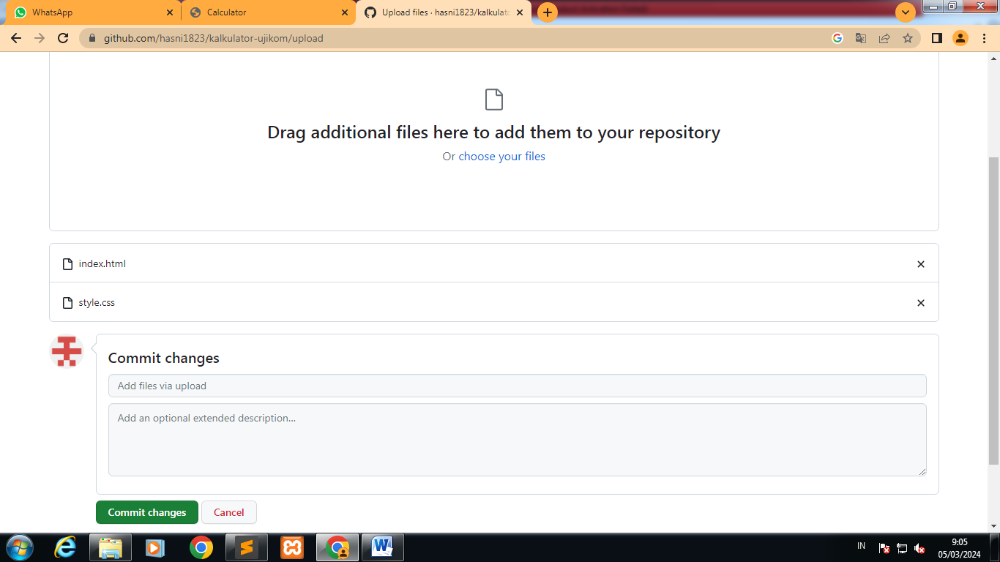 WhatsApp
Calculator
Upload files · hasni1823/kalkulato
github.com/hasni1823/kalkulator-ujikom/upload
Drag additional files here to add them to your repository
Or choose your files
index.html
style.css
Commit changes
Add files via upload
Add an optional extended description...
Commit changes
Cancel
IN
9:05
05/03/2024